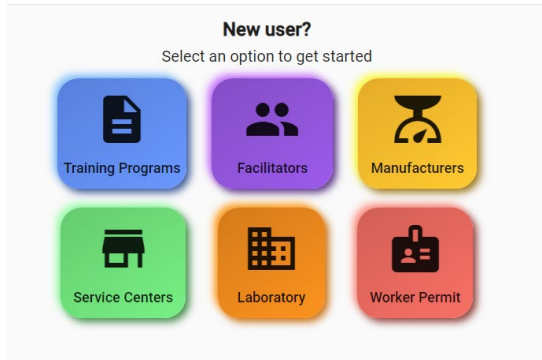 New user?
Select an option to get started
Training Programs
Facilitators
Manufacturers
Service Centers
Laboratory
Worker Permit